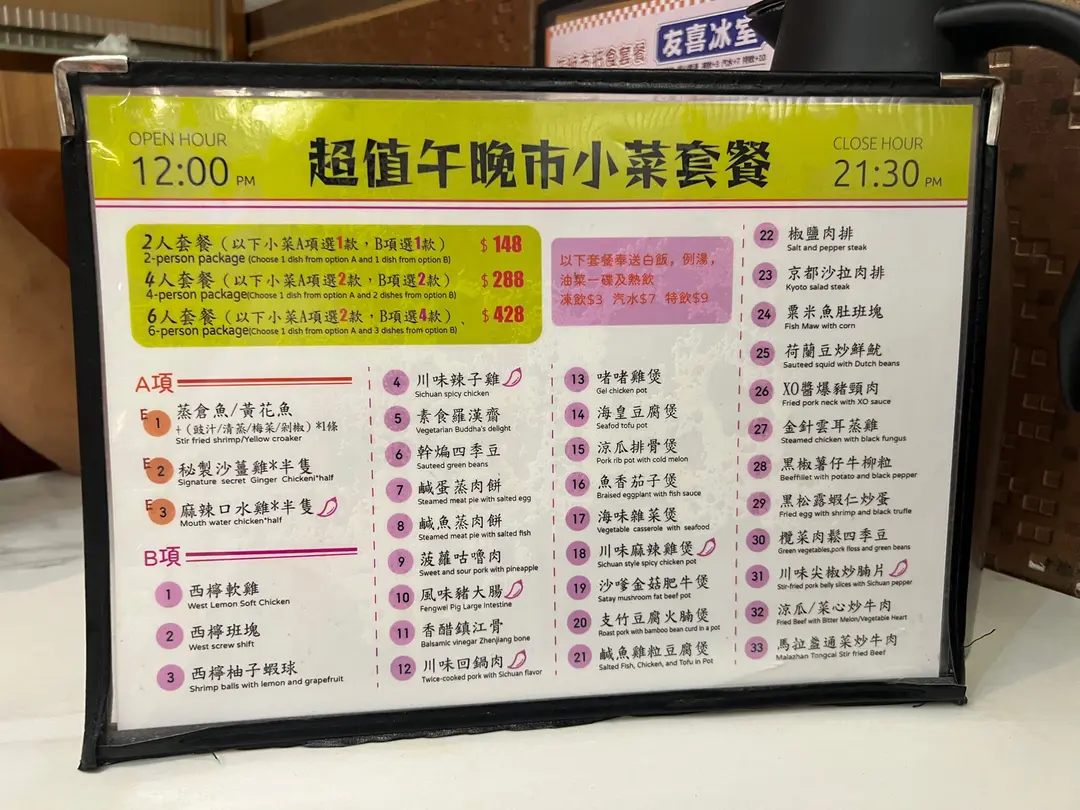 友喜冰室
OPEN HOUR
12:00 PM
超值午晚市小菜套餐
CLOSE HOUR
21:30 PM
2人套餐（以下小菜A項選1款，B項選1款） $148
2-person package (Choose 1 dish from option A and 1 dish from option B)
4人套餐（以下小菜A項選2款，B項選2款） $288
4-person package(Choose 1 dish from option A and 2 dishes from option B)
6人套餐（以下小菜A項選2款，B項選4款） $428
6-person package(Choose 1 dish from option A and 3 dishes from option B)
以下套餐奉送白飯，例湯，
油菜一碟及熱飲
凍飲$3 汽水$7 特飲$9
A項
E 1 蒸倉魚/黃花魚
+（豉汁/清蒸/梅菜/剁椒）*1條
Stir fried shrimp/Yellow croaker
E 2 秘製沙薑雞*半隻
Signature secret Ginger Chicken!*half
E 3 麻辣口水雞*半隻
Mouth water chicken*half
B項
1 西檸軟雞
West Lemon Soft Chicken
2 西檸班塊
West screw shift
3 西檸柚子蝦球
Shrimp balls with lemon and grapefruit
4 川味辣子雞
Sichuan spicy chicken
5 素食羅漢齋
Vegetarian Buddha's delight
6 幹煸四季豆
Sauteed green beans
7 鹹蛋蒸肉餅
Steamed meat pie with salted egg
8 鹹魚蒸肉餅
Steamed meat pie with salted fish
9 菠蘿咕嚕肉
Sweet and sour pork with pineapple
10 風味豬大腸
Fengwei Pig Large Intestine
11 香醋鎮江骨
Balsamic vinegar Zhenjiang bone
12 川味回鍋肉
Twice-cooked pork with Sichuan flavor
13 啫啫雞煲
Gel chicken pot
14 海皇豆腐煲
Seafod tofu pot
15 涼瓜排骨煲
Pork rib pot with cold melon
16 魚香茄子煲
Braised eggplant with fish sauce
17 海味雜菜煲
Vegetable casserole with seafood
18 川味麻辣雞煲
Sichuan style spicy chicken pot
19 沙嗲金菇肥牛煲
Satay mushroom fat beef pot
20 支竹豆腐火腩煲
Roast pork with bamboo bean curd in a pot
21 鹹魚雞粒豆腐煲
Salted Fish, Chicken, and Tofu in Pot
22 椒鹽肉排
Salt and pepper steak
23 京都沙拉肉排
Kyoto salad steak
24 粟米魚肚班塊
Fish Maw with corn
25 荷蘭豆炒鮮魷
Sauteed squid with Dutch beans
26 XO醬爆豬頸肉
Fried pork neck with XO sauce
27 金針雲耳蒸雞
Steamed chicken with black fungus
28 黑椒薯仔牛柳粒
Beeffillet with potato and black pepper
29 黑松露蝦仁炒蛋
Fried egg with shrimp and black trufle
30 欖菜肉鬆四季豆
Green vegetables,pork floss and green beans
31 川味尖椒炒腩片
Stir-fried pork belly slices with Sichuan pepper
32 涼瓜/菜心炒牛肉
Fried Beef with Bitter Melon/Vegetable Heart
33 馬拉盞通菜炒牛肉
Malazhan Tongcai Stir fried Beef